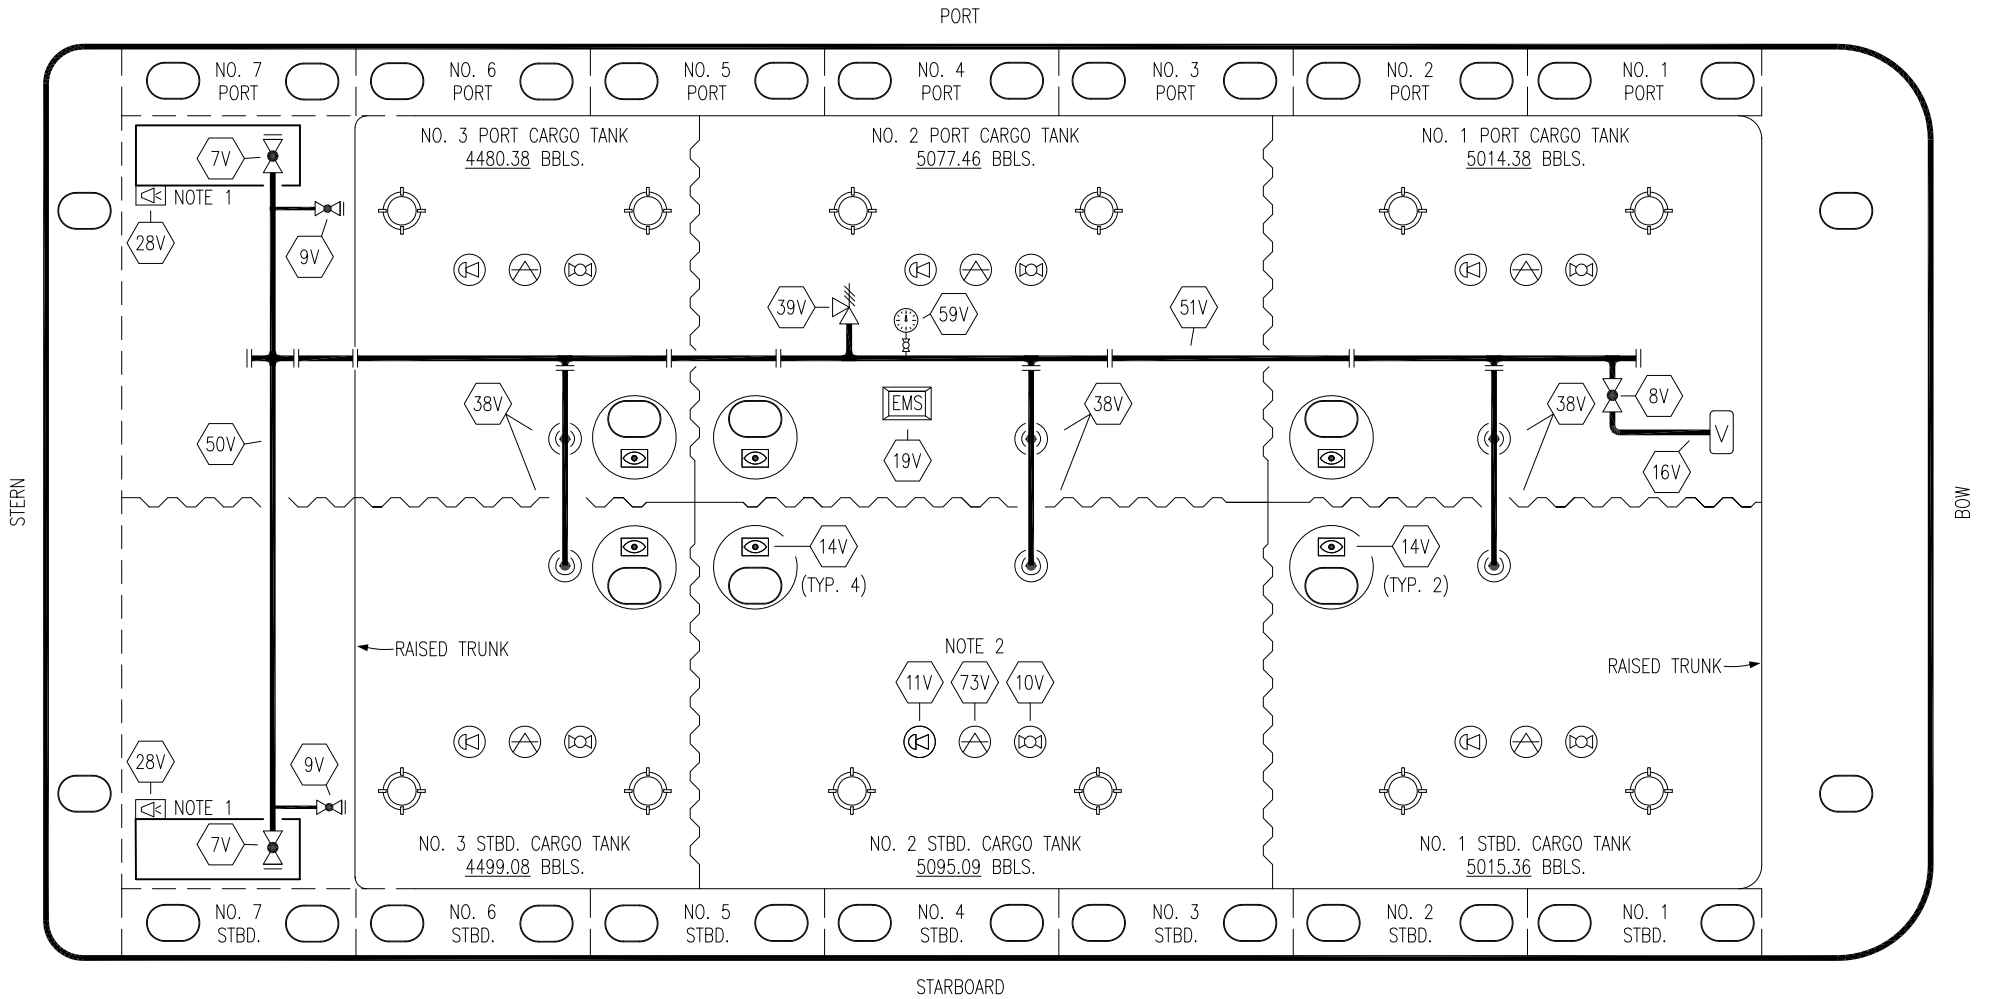 PORT
NO. 7
PORT
NO. 6
PORT
NO. 5
PORT
NO. 4
PORT
NO. 3
PORT
NO. 2
PORT
NO. 1
PORT
NO. 3 PORT CARGO TANK
4480.38 BBLS.
NO. 2 PORT CARGO TANK
5077.46 BBLS.
NO. 1 PORT CARGO TANK
5014.38 BBLS.
7V
NOTE 1
28V
9V
39V
59V
51V
38V
EMS
38V
38V
8V
50V
19V
16V
V
STERN
BOW
14V
(TYP. 4)
14V
(TYP. 2)
RAISED TRUNK
NOTE 2
RAISED TRUNK
11V
73V
10V
28V
9V
NOTE 1
7V
NO. 3 STBD. CARGO TANK
4499.08 BBLS.
NO. 2 STBD. CARGO TANK
5095.09 BBLS.
NO. 1 STBD. CARGO TANK
5015.36 BBLS.
NO. 7
STBD.
NO. 6
STBD.
NO. 5
STBD.
NO. 4
STBD.
NO. 3
STBD.
NO. 2
STBD.
NO. 1
STBD.
STARBOARD